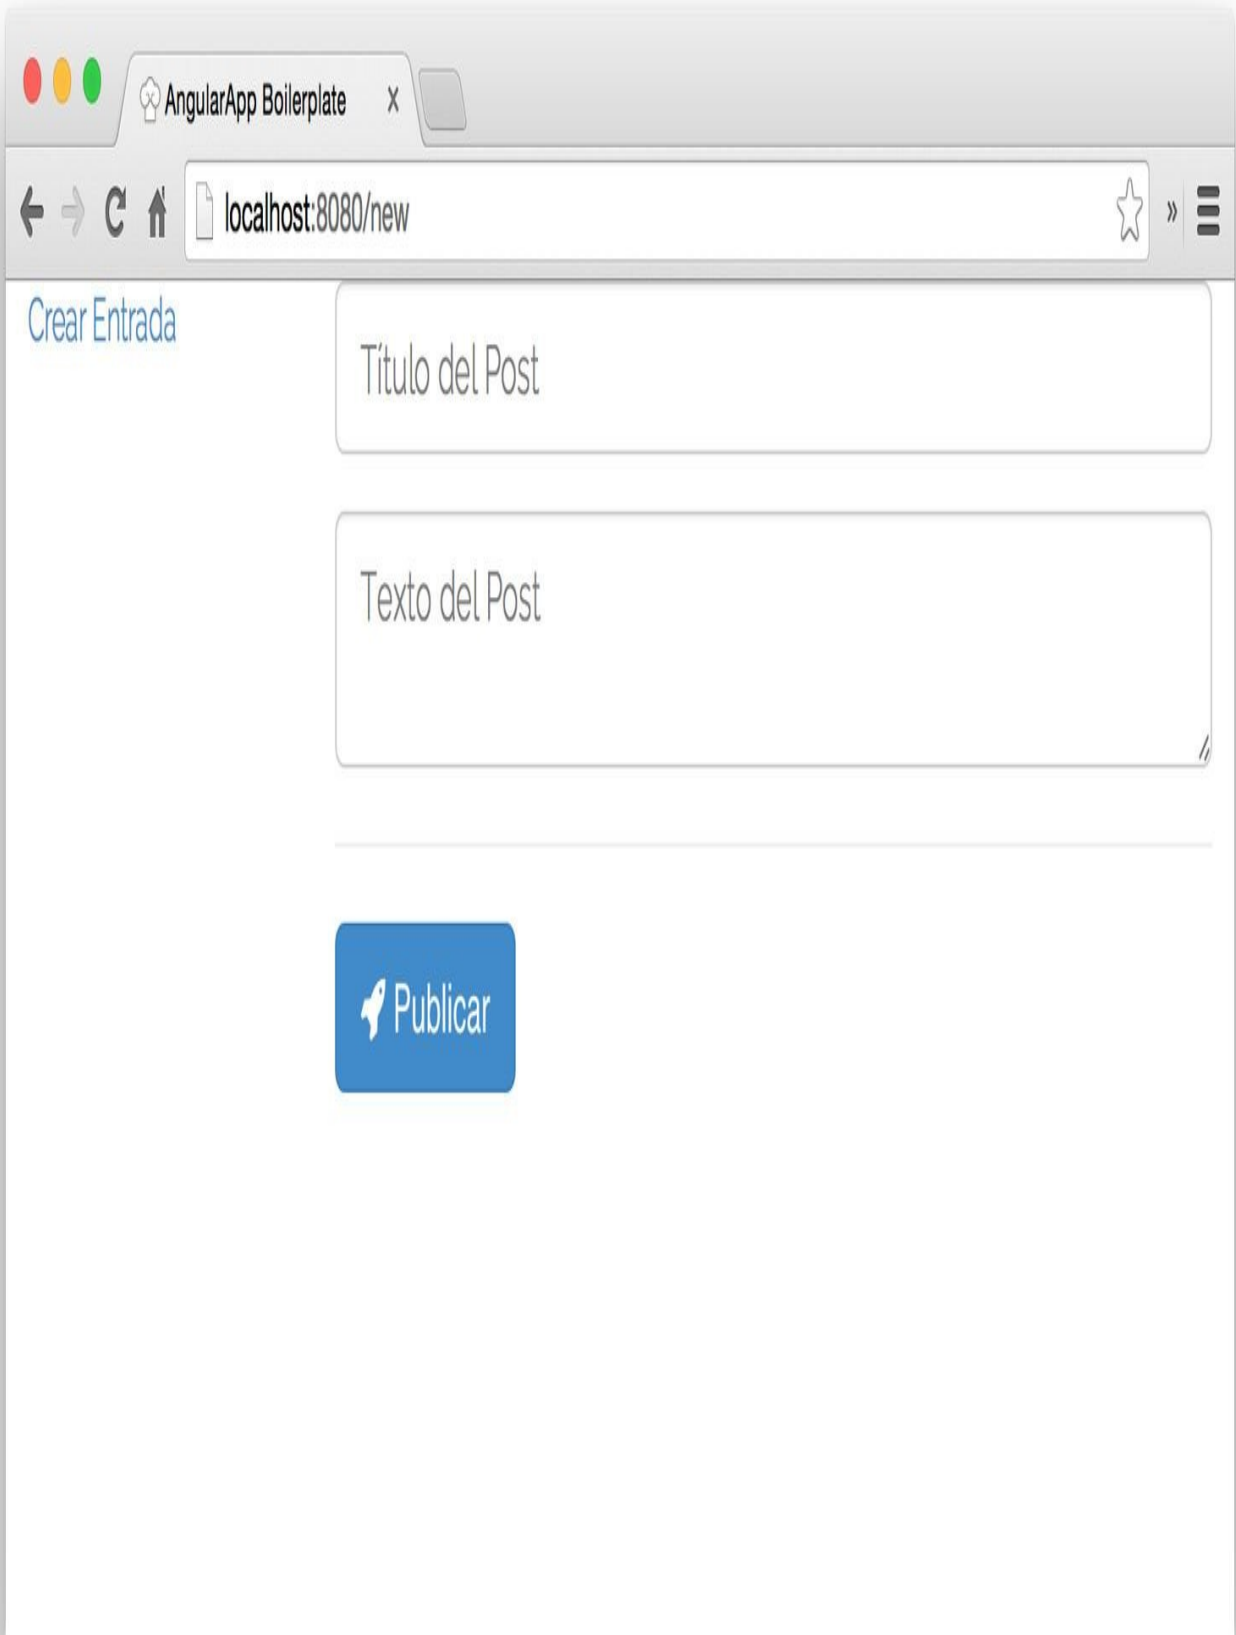 AngularApp Boilerplate
localhost:8080/new
Crear Entrada
Título del Post
Texto del Post
Publicar